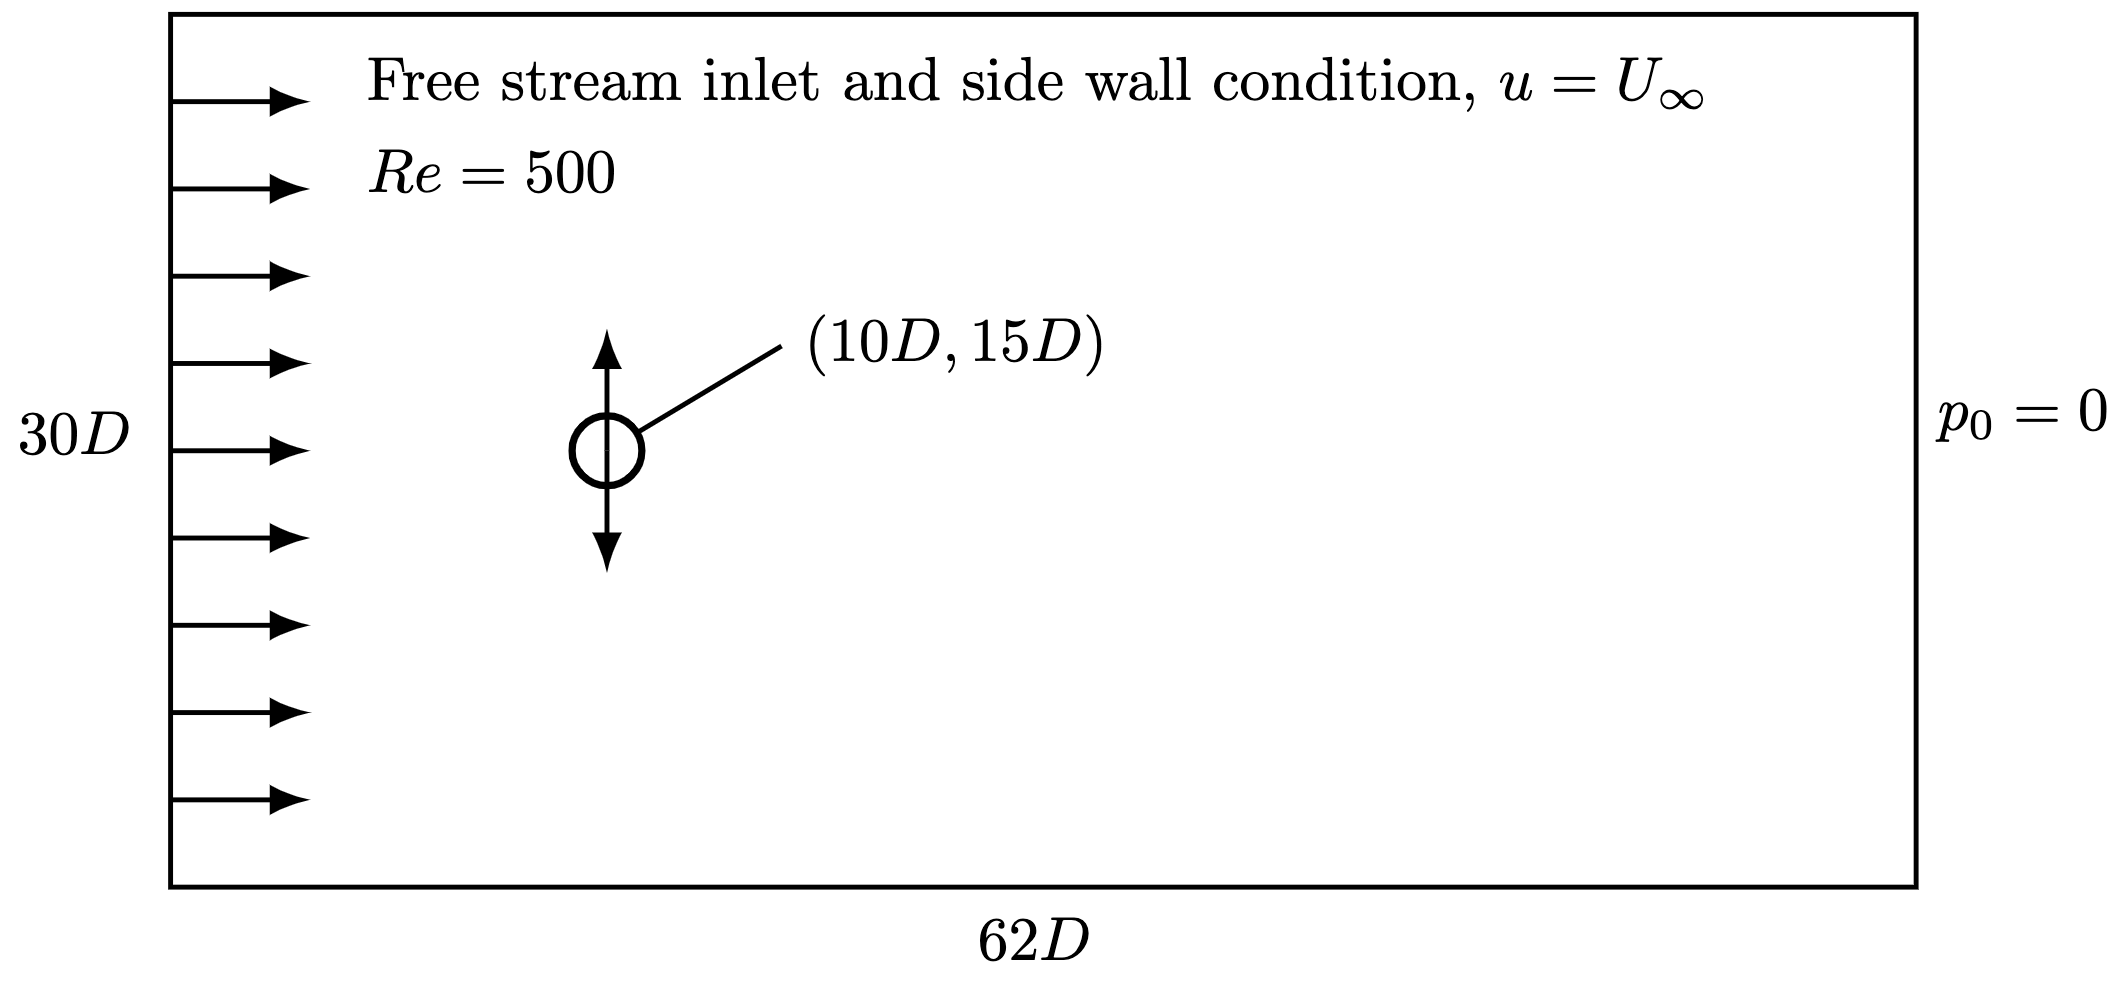 Free stream inlet and side wall condition, $u = U_\infty$
$Re = 500$
$(10D, 15D)$
$30D$
$p_0 = 0$
$62D$